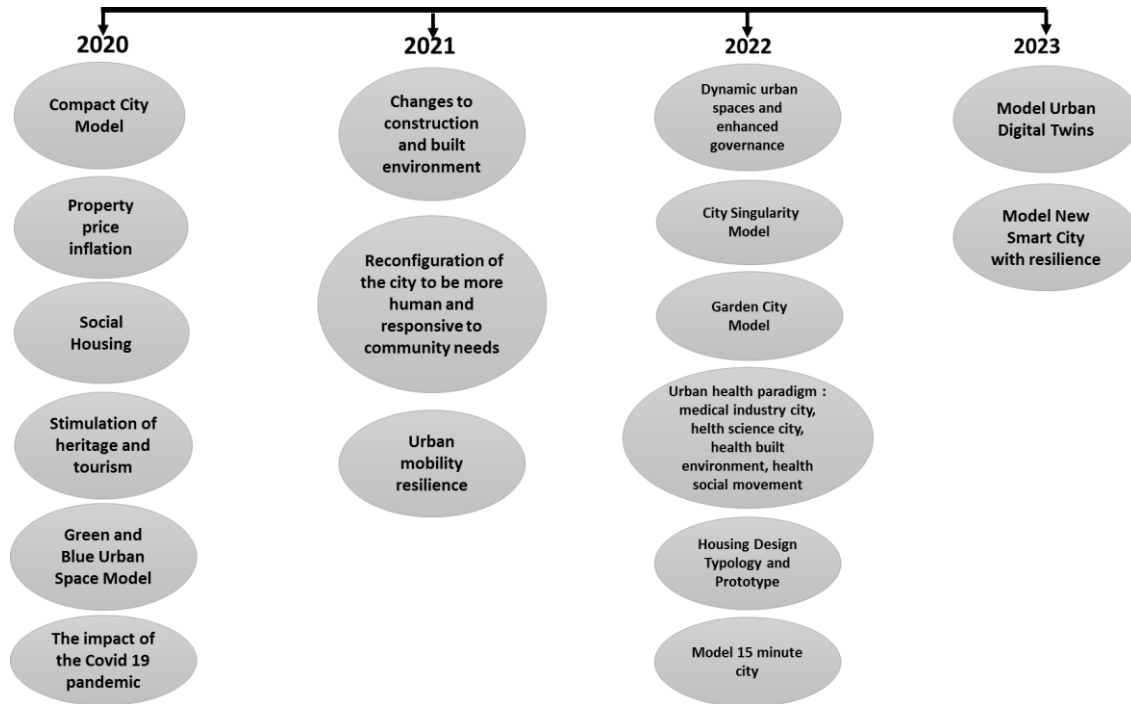 2020
Compact City
Model
Property
price
inflation
Social
Housing
Stimulation of
heritage and
tourism
Green and
Blue Urban
Space Model
The impact of
the Covid 19
pandemic
2021
Changes to
construction
and built
environment
Reconfiguration of
the city to be more
human and
responsive to
community needs
Urban
mobility
resilience
2022
Dynamic urban
spaces and
enhanced
governance
City Singularity
Model
Garden City
Model
Urban health paradigm :
medical industry city,
helth science city,
health built
environment, health
social movement
Housing Design
Typology and
Prototype
Model 15 minute
city
2023
Model Urban
Digital Twins
Model New
Smart City
with resilience